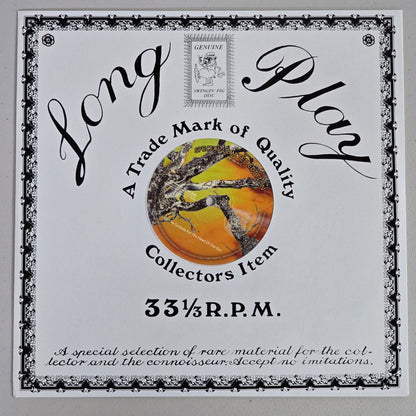 GENUINE
SWINGIN' PIG
DISC
Long Play
A Trade Mark of Quality
Collectors Item
33⅓ R.P.M.
A special selection of rare material for the col-
lector and the connoisseur. Accept no imitations.